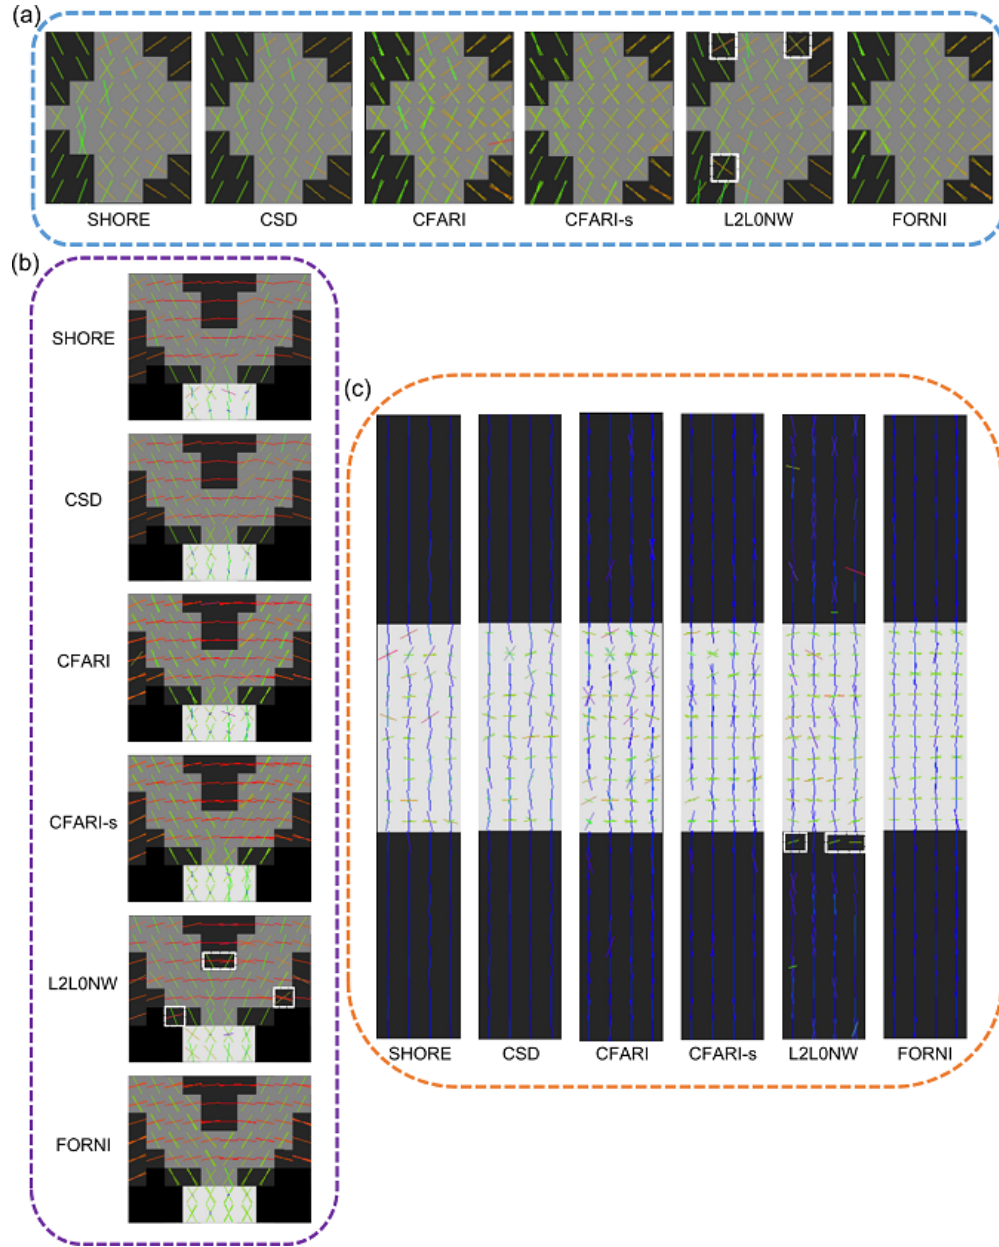 (a)
SHORE CSD CFARI CFARI-s L2L0NW FORNI
(b)
SHORE
CSD
CFARI
CFARI-s
L2L0NW
FORNI
(c)
SHORE CSD CFARI CFARI-s L2L0NW FORNI